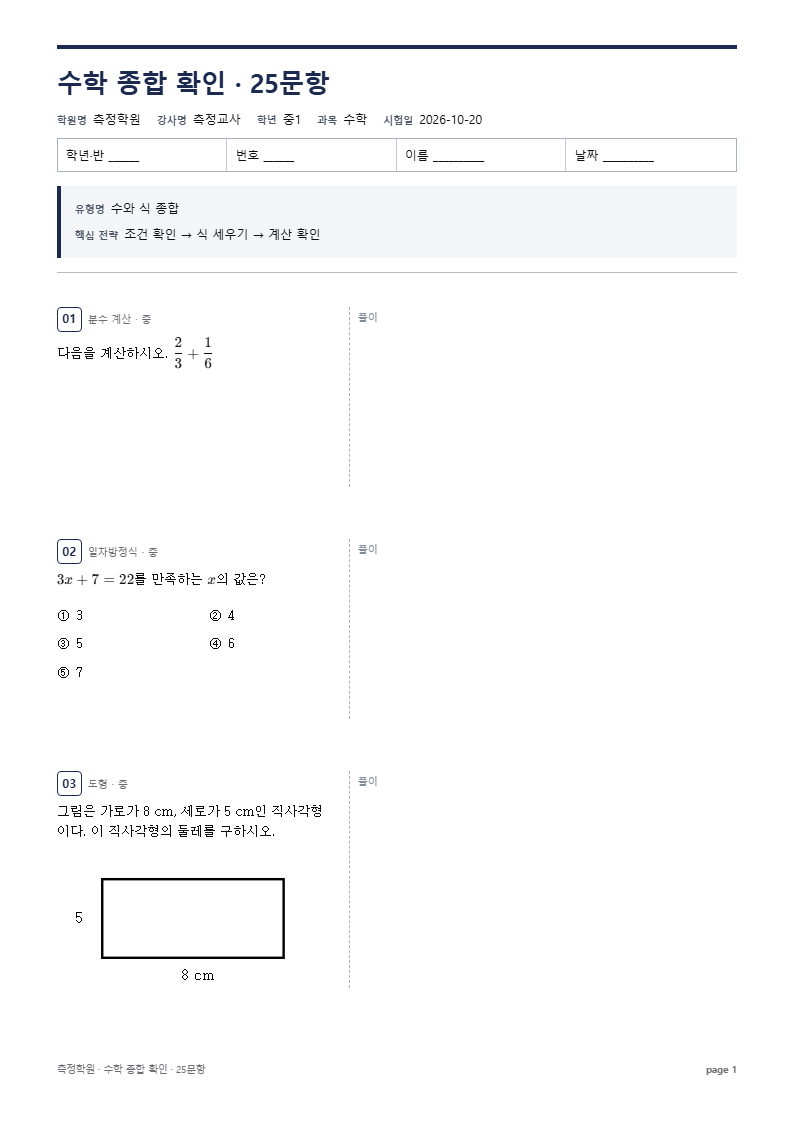 수학 종합 확인 · 25문항
학원명 측정학원 강사명 측정교사 학년 중1 과목 수학 시험일 2026-10-20
학년·반 ______ 번호 ______ 이름 __________ 날짜 __________
유형명 수와 식 종합
핵심 전략 조건 확인 → 식 세우기 → 계산 확인
01 분수 계산 · 중
풀이
다음을 계산하시오. 2/3 + 1/6
02 일차방정식 · 중
풀이
3x + 7 = 22를 만족하는 x의 값은?
① 3 ② 4
③ 5 ④ 6
⑤ 7
03 도형 · 중
풀이
그림은 가로가 8 cm, 세로가 5 cm인 직사각형
이다. 이 직사각형의 둘레를 구하시오.
5
8 cm
측정학원 · 수학 종합 확인 · 25문항 page 1